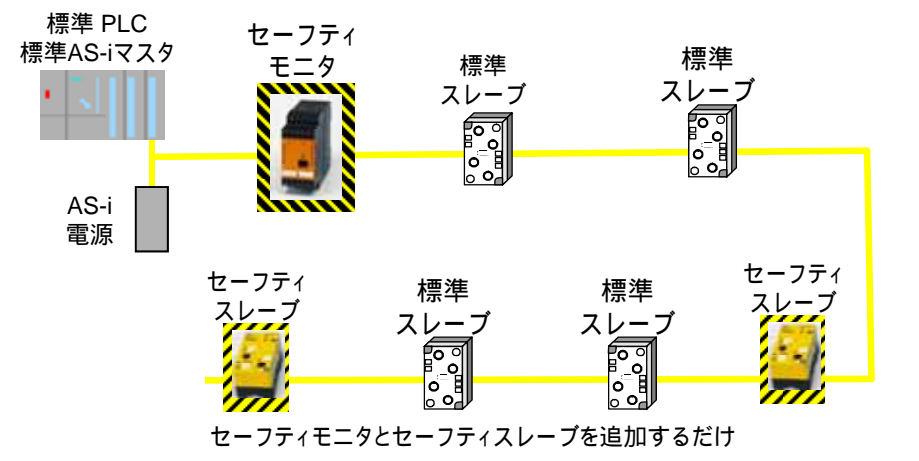 標準 PLC
標準AS-iマスタ
セーフティ
モニタ
標準
スレーブ
標準
スレーブ
AS-i
電源
セーフティ
スレーブ
標準
スレーブ
標準
スレーブ
セーフティ
スレーブ
セーフティモニタとセーフティスレーブを追加するだけ